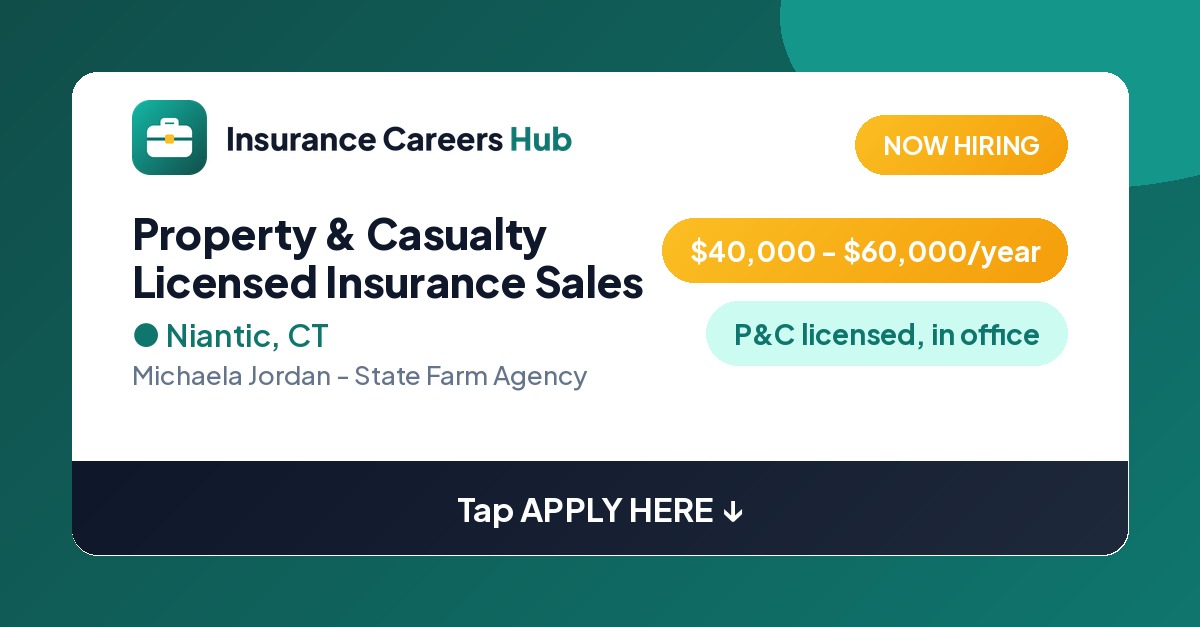 Insurance Careers Hub
NOW HIRING
Property & Casualty
Licensed Insurance Sales
$40,000 – $60,000/year
Niantic, CT
P&C licensed, in office
Michaela Jordan – State Farm Agency
Tap APPLY HERE ↓